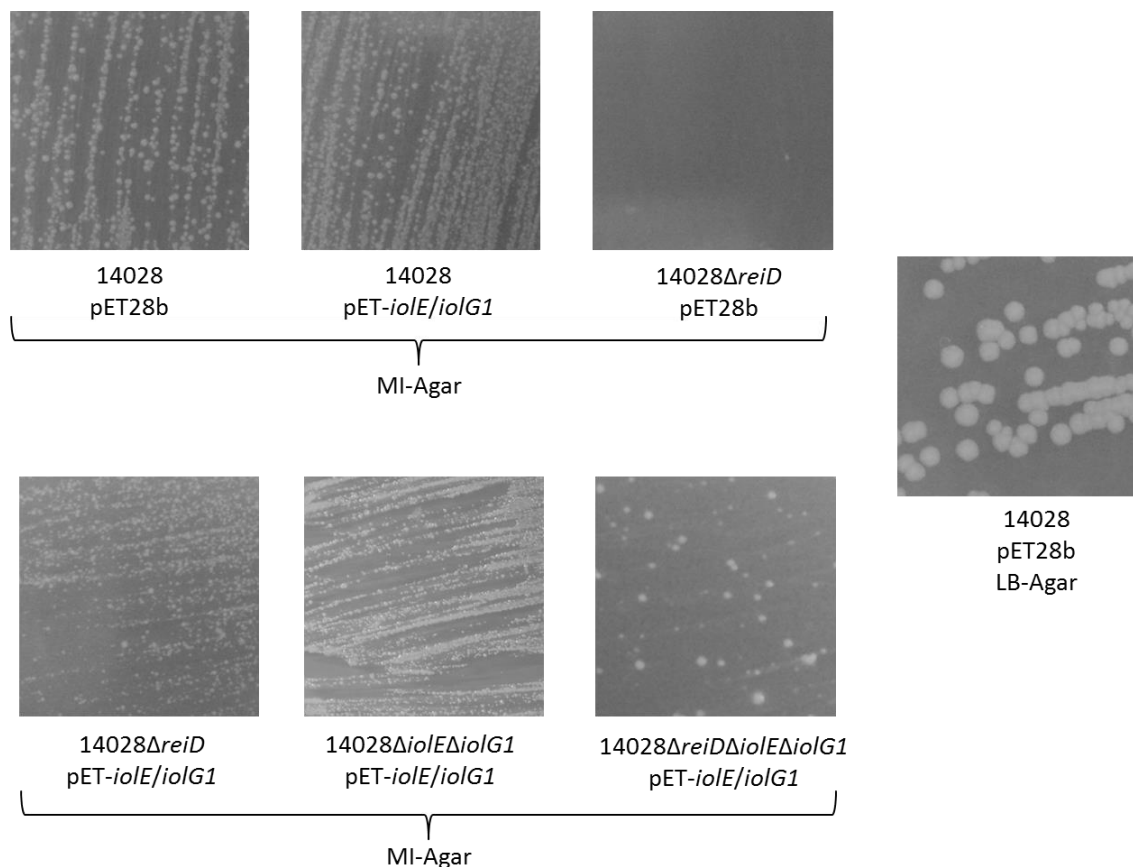 14028
pET28b
14028
pET-iolE/iolG1
14028ΔreiD
pET28b
MI-Agar
14028
pET28b
LB-Agar
14028ΔreiD
pET-iolE/iolG1
14028ΔiolEΔiolG1
pET-iolE/iolG1
14028ΔreiDΔiolEΔiolG1
pET-iolE/iolG1
MI-Agar